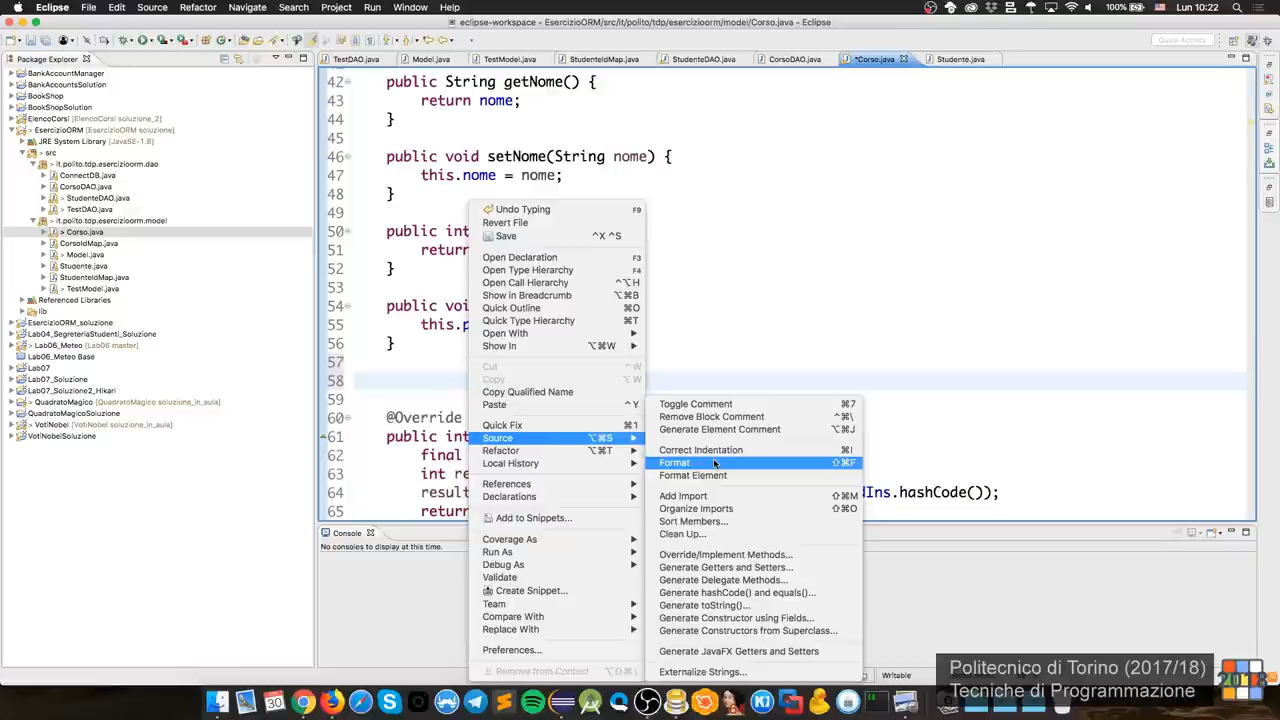 Eclipse File Edit Source Refactor Navigate Search Project Run Window Help 100% Lun 10:22
eclipse-workspace - EsercizioORM/src/it/polito/tdp/esercizioorm/model/Corso.java - Eclipse
Quick Access
Package Explorer
TestDAO.java Model.java TestModel.java StudenteIdMap.java StudenteDAO.java CorsoDAO.java *Corso.java Studente.java
BankAccountManager
BankAccountsSolution
BookShop
BookShopSolution
ElencoCorsi [ElencoCorsi soluzione_2]
> EsercizioORM [EsercizioORM soluzione]
JRE System Library [JavaSE-1.8]
> src
> it.polito.tdp.esercizioorm.dao
ConnectDB.java
CorsoDAO.java
> StudenteDAO.java
> TestDAO.java
> it.polito.tdp.esercizioorm.model
> Corso.java
CorsoIdMap.java
> Model.java
Studente.java
StudenteIdMap.java
> TestModel.java
Referenced Libraries
> lib
EsercizioORM_soluzione
Lab04_SegreteriaStudenti_Soluzione
> Lab06_Meteo [Lab06 master]
Lab06_Meteo Base
Lab07
Lab07_Soluzione
Lab07_Soluzione2_Hikari
> QuadratoMagico [QuadratoMagico soluzione_in_aula]
QuadratoMagicoSoluzione
> VotiNobel [VotiNobel soluzione_in_aula]
VotiNobelSoluzione
42 public String getNome() {
43 return nome;
44 }
45
46 public void setNome(String nome) {
47 this.nome = nome;
48 }
49
50 public int
51 return
52 }
53
54 public voi
55 this.p
56 }
57
58
59
60 @Override
61 public int
62 final
63 int re
64 result Ins.hashCode());
65 return
Undo Typing F9
Revert File
Save ^X ^S
Open Declaration F3
Open Type Hierarchy F4
Open Call Hierarchy ^⌥H
Show in Breadcrumb ⌥⌘B
Quick Outline ⌘O
Quick Type Hierarchy ⌘T
Open With
Show In ⌥⌘W
Cut ^W
Copy ⌥W
Copy Qualified Name
Paste ^Y
Quick Fix ⌘1
Source ⌥⌘S
Refactor ⌥⌘T
Local History
References
Declarations
Add to Snippets...
Coverage As
Run As
Debug As
Validate
Create Snippet...
Team
Compare With
Replace With
Preferences...
Remove from Context ⌥⇧⌘↓
Toggle Comment ⌘7
Remove Block Comment ^⌘\
Generate Element Comment ⌥⌘J
Correct Indentation ⌘I
Format ⇧⌘F
Format Element
Add Import ⇧⌘M
Organize Imports ⇧⌘O
Sort Members...
Clean Up...
Override/Implement Methods...
Generate Getters and Setters...
Generate Delegate Methods...
Generate hashCode() and equals()...
Generate toString()...
Generate Constructor using Fields...
Generate Constructors from Superclass...
Generate JavaFX Getters and Setters
Externalize Strings...
Console
No consoles to display at this time.
Writable
Politecnico di Torino (2017/18)
Tecniche di Programmazione
2018
30